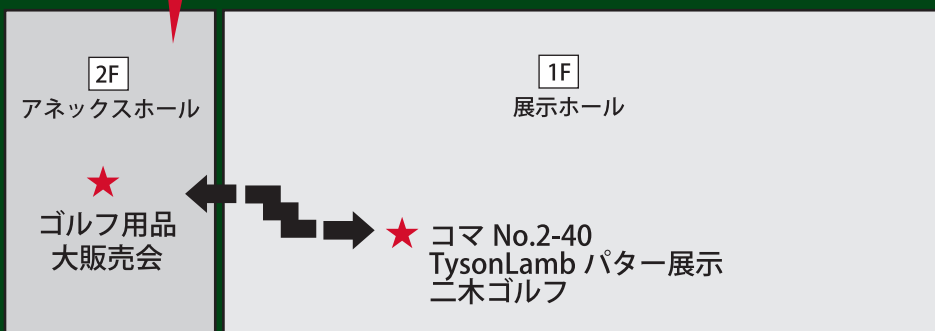 2F
アネックスホール
ゴルフ用品
大販売会
1F
展示ホール
コマ No.2-40
TysonLamb パター展示
二木ゴルフ